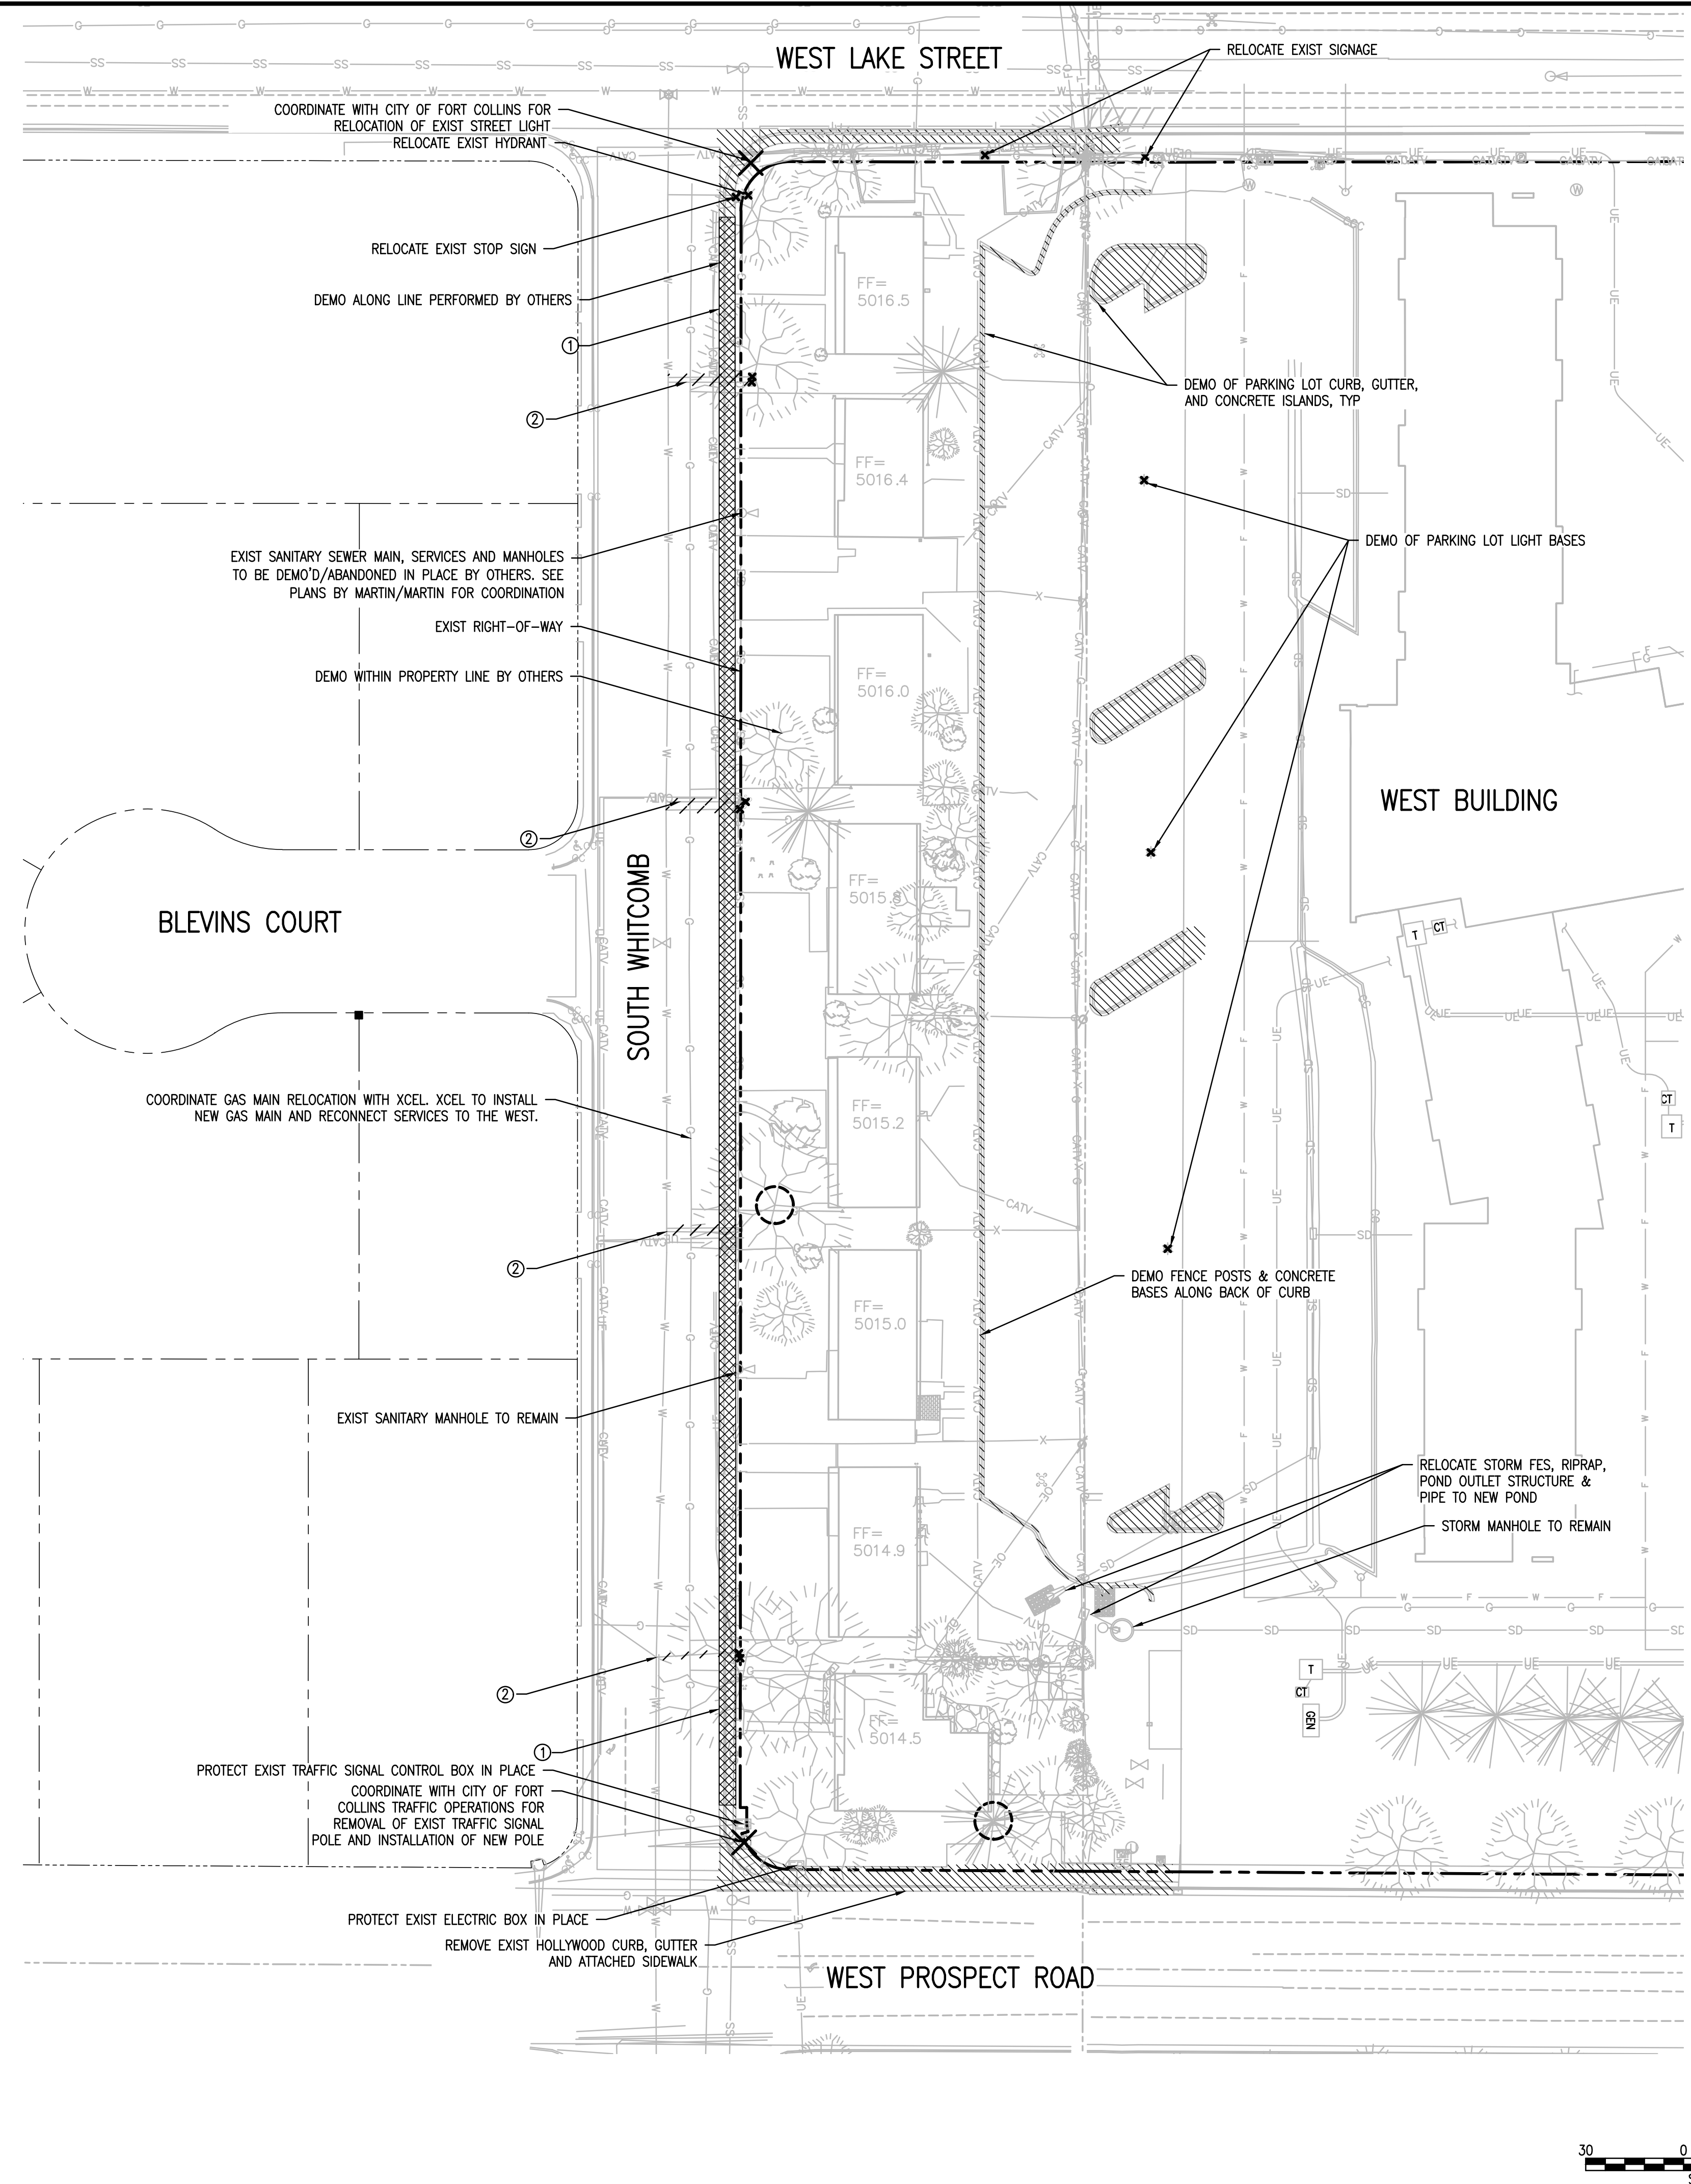 WEST LAKE STREET
RELOCATE EXIST SIGNAGE
COORDINATE WITH CITY OF FORT COLLINS FOR
RELOCATION OF EXIST STREET LIGHT
RELOCATE EXIST HYDRANT
RELOCATE EXIST STOP SIGN
DEMO ALONG LINE PERFORMED BY OTHERS
①
②
FF=
5016.5
DEMO OF PARKING LOT CURB, GUTTER,
AND CONCRETE ISLANDS, TYP
FF=
5016.4
DEMO OF PARKING LOT LIGHT BASES
EXIST SANITARY SEWER MAIN, SERVICES AND MANHOLES
TO BE DEMO'D/ABANDONED IN PLACE BY OTHERS. SEE
PLANS BY MARTIN/MARTIN FOR COORDINATION
EXIST RIGHT-OF-WAY
DEMO WITHIN PROPERTY LINE BY OTHERS
FF=
5016.0
②
WEST BUILDING
BLEVINS COURT
SOUTH WHITCOMB
FF=
5015.8
T
CT
COORDINATE GAS MAIN RELOCATION WITH XCEL. XCEL TO INSTALL
NEW GAS MAIN AND RECONNECT SERVICES TO THE WEST.
FF=
5015.2
CT
T
②
DEMO FENCE POSTS & CONCRETE
BASES ALONG BACK OF CURB
FF=
5015.0
EXIST SANITARY MANHOLE TO REMAIN
RELOCATE STORM FES, RIPRAP,
POND OUTLET STRUCTURE &
PIPE TO NEW POND
STORM MANHOLE TO REMAIN
FF=
5014.9
T
CT
GEN
②
①
FF=
5014.5
PROTECT EXIST TRAFFIC SIGNAL CONTROL BOX IN PLACE
COORDINATE WITH CITY OF FORT
COLLINS TRAFFIC OPERATIONS FOR
REMOVAL OF EXIST TRAFFIC SIGNAL
POLE AND INSTALLATION OF NEW POLE
PROTECT EXIST ELECTRIC BOX IN PLACE
REMOVE EXIST HOLLYWOOD CURB, GUTTER
AND ATTACHED SIDEWALK
WEST PROSPECT ROAD
30 0